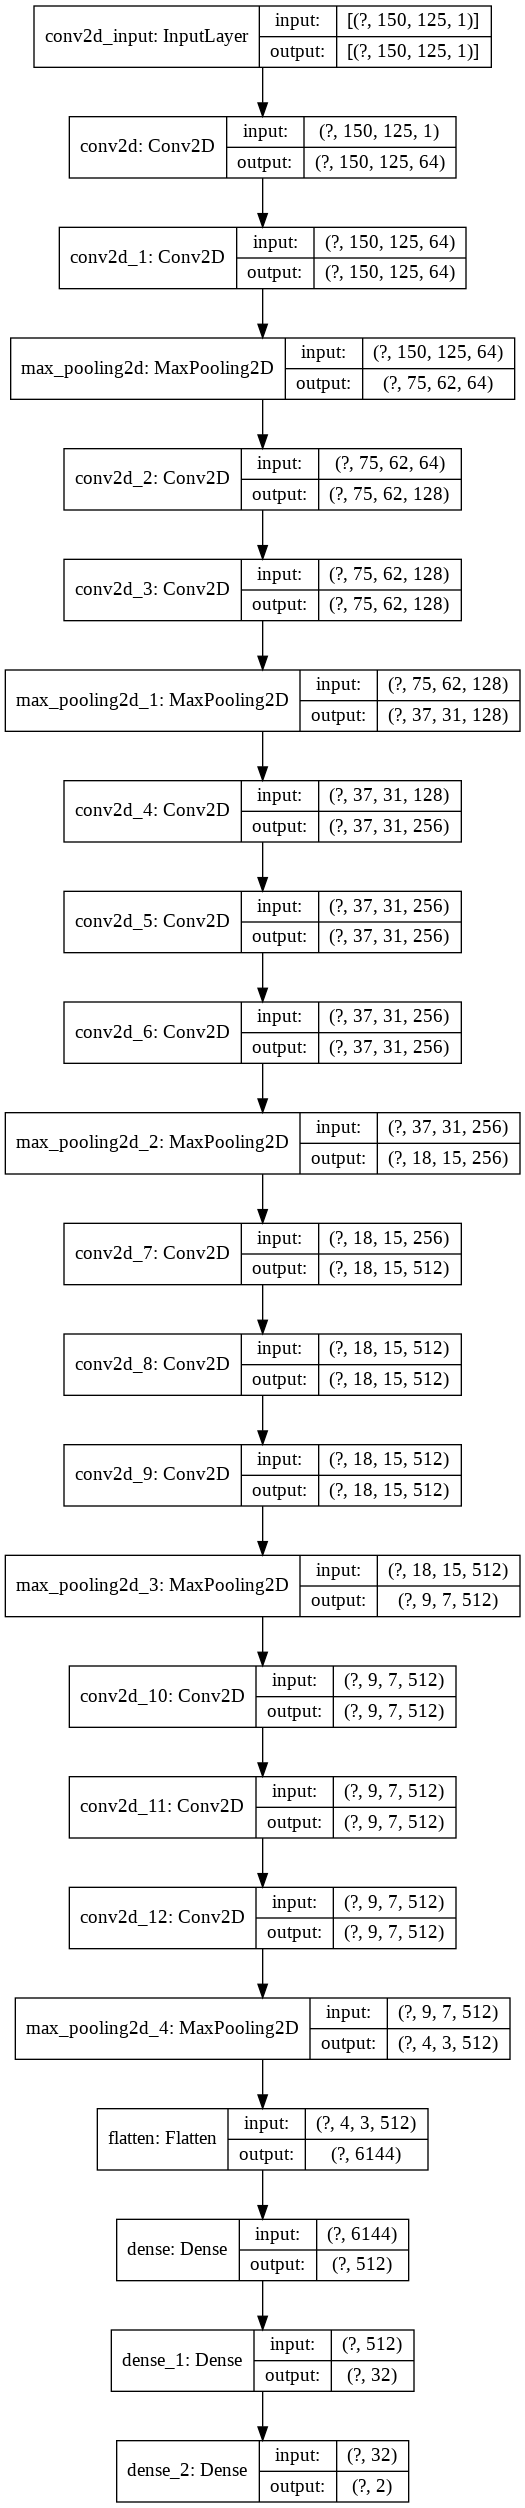 conv2d_input: InputLayer
input: [(?, 150, 125, 1)]
output: [(?, 150, 125, 1)]
conv2d: Conv2D
input: (?, 150, 125, 1)
output: (?, 150, 125, 64)
conv2d_1: Conv2D
input: (?, 150, 125, 64)
output: (?, 150, 125, 64)
max_pooling2d: MaxPooling2D
input: (?, 150, 125, 64)
output: (?, 75, 62, 64)
conv2d_2: Conv2D
input: (?, 75, 62, 64)
output: (?, 75, 62, 128)
conv2d_3: Conv2D
input: (?, 75, 62, 128)
output: (?, 75, 62, 128)
max_pooling2d_1: MaxPooling2D
input: (?, 75, 62, 128)
output: (?, 37, 31, 128)
conv2d_4: Conv2D
input: (?, 37, 31, 128)
output: (?, 37, 31, 256)
conv2d_5: Conv2D
input: (?, 37, 31, 256)
output: (?, 37, 31, 256)
conv2d_6: Conv2D
input: (?, 37, 31, 256)
output: (?, 37, 31, 256)
max_pooling2d_2: MaxPooling2D
input: (?, 37, 31, 256)
output: (?, 18, 15, 256)
conv2d_7: Conv2D
input: (?, 18, 15, 256)
output: (?, 18, 15, 512)
conv2d_8: Conv2D
input: (?, 18, 15, 512)
output: (?, 18, 15, 512)
conv2d_9: Conv2D
input: (?, 18, 15, 512)
output: (?, 18, 15, 512)
max_pooling2d_3: MaxPooling2D
input: (?, 18, 15, 512)
output: (?, 9, 7, 512)
conv2d_10: Conv2D
input: (?, 9, 7, 512)
output: (?, 9, 7, 512)
conv2d_11: Conv2D
input: (?, 9, 7, 512)
output: (?, 9, 7, 512)
conv2d_12: Conv2D
input: (?, 9, 7, 512)
output: (?, 9, 7, 512)
max_pooling2d_4: MaxPooling2D
input: (?, 9, 7, 512)
output: (?, 4, 3, 512)
flatten: Flatten
input: (?, 4, 3, 512)
output: (?, 6144)
dense: Dense
input: (?, 6144)
output: (?, 512)
dense_1: Dense
input: (?, 512)
output: (?, 32)
dense_2: Dense
input: (?, 32)
output: (?, 2)